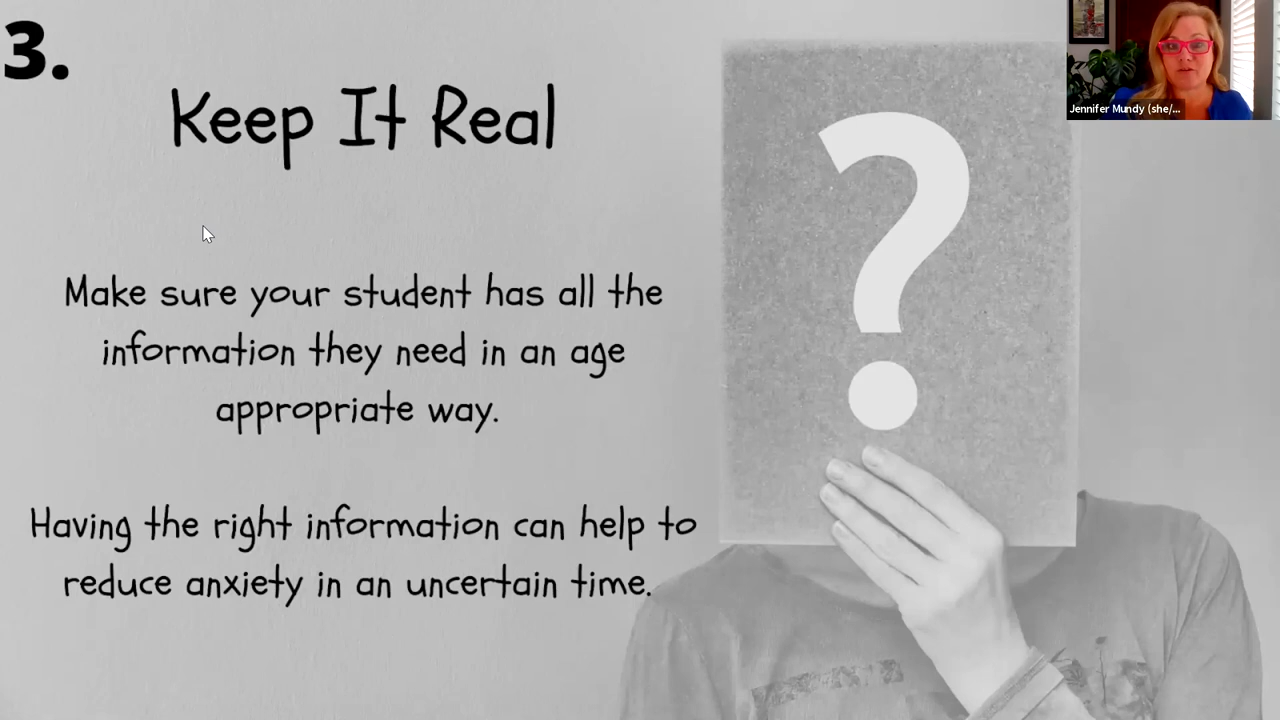 3.
Keep It Real
Make sure your student has all the
information they need in an age
appropriate way.
Having the right information can help to
reduce anxiety in an uncertain time.
?
Jennifer Mundy (she/...